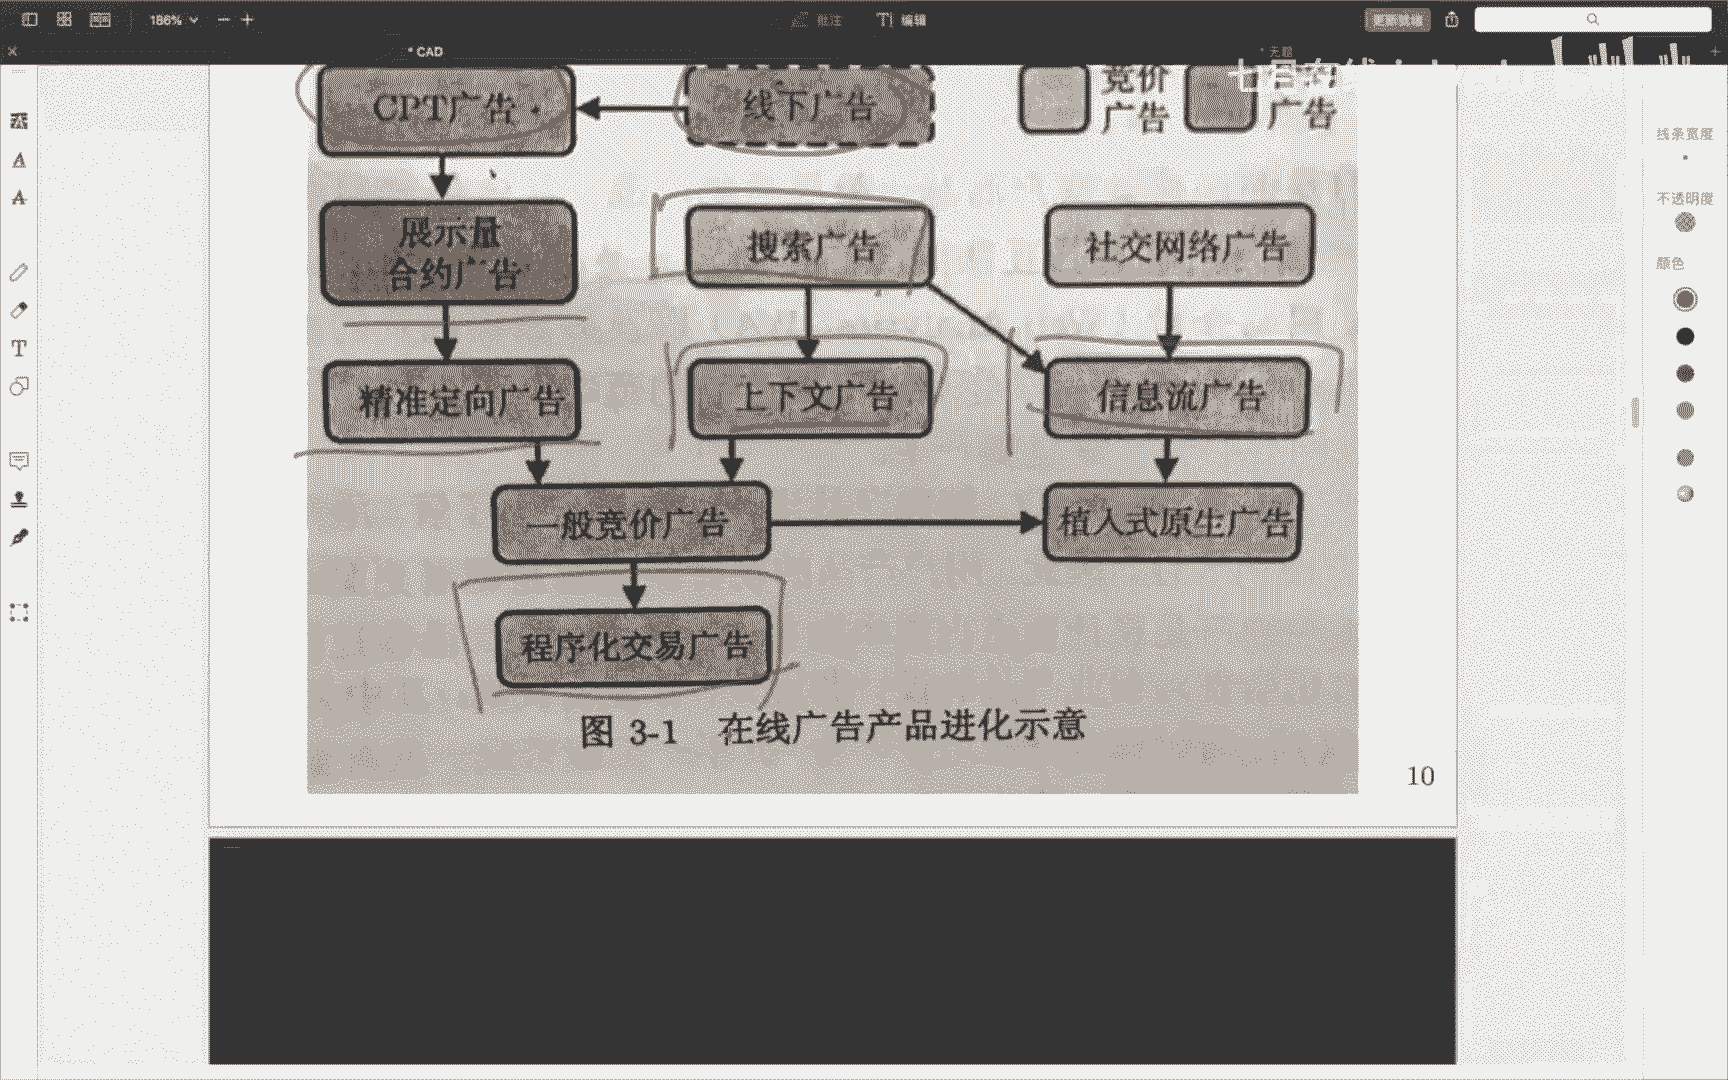 186%
批注
编辑
更新就绪
CAD
无题
CPT广告
线下广告
竞价
广告
广告
展示量
合约广告
搜索广告
社交网络广告
精准定向广告
上下文广告
信息流广告
一般竞价广告
植入式原生广告
程序化交易广告
图 3-1 在线广告产品进化示意
10
线条宽度
不透明度
颜色